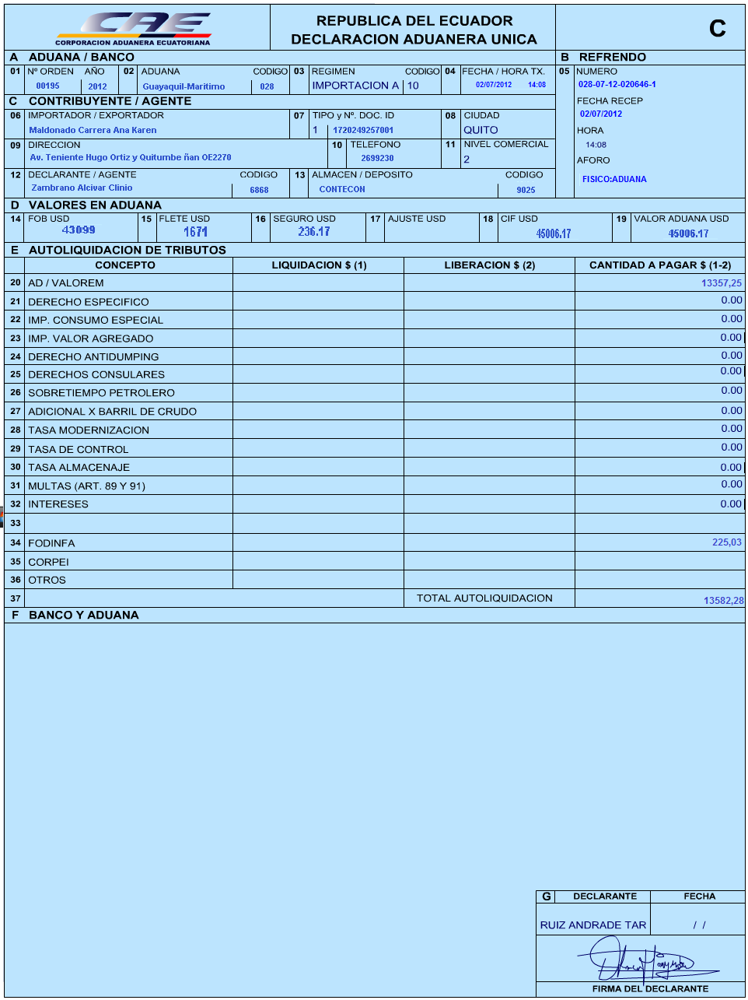 CAE
CORPORACION ADUANERA ECUATORIANA
REPUBLICA DEL ECUADOR
DECLARACION ADUANERA UNICA
C
A ADUANA / BANCO
B REFRENDO
01 Nº ORDEN AÑO 02 ADUANA CODIGO 03 REGIMEN CODIGO 04 FECHA / HORA TX. 05 NUMERO
00195 2012 Guayaquil-Maritimo 028 IMPORTACION A 10 02/07/2012 14:08 028-07-12-020646-1
C CONTRIBUYENTE / AGENTE
FECHA RECEP
02/07/2012
06 IMPORTADOR / EXPORTADOR 07 TIPO y Nº. DOC. ID 08 CIUDAD
Maldonado Carrera Ana Karen 1 1720249257001 QUITO
HORA
14:08
09 DIRECCION 10 TELEFONO 11 NIVEL COMERCIAL
Av. Teniente Hugo Ortiz y Quitumbe ñan OE2270 2699230 2
AFORO
FISICO:ADUANA
12 DECLARANTE / AGENTE CODIGO 13 ALMACEN / DEPOSITO CODIGO
Zambrano Alcivar Clinio 6868 CONTECON 9025
D VALORES EN ADUANA
14 FOB USD 15 FLETE USD 16 SEGURO USD 17 AJUSTE USD 18 CIF USD 19 VALOR ADUANA USD
43099 1671 236.17 45006.17 45006.17
E AUTOLIQUIDACION DE TRIBUTOS
CONCEPTO LIQUIDACION $ (1) LIBERACION $ (2) CANTIDAD A PAGAR $ (1-2)
20 AD / VALOREM 13357,25
21 DERECHO ESPECIFICO 0.00
22 IMP. CONSUMO ESPECIAL 0.00
23 IMP. VALOR AGREGADO 0.00
24 DERECHO ANTIDUMPING 0.00
25 DERECHOS CONSULARES 0.00
26 SOBRETIEMPO PETROLERO 0.00
27 ADICIONAL X BARRIL DE CRUDO 0.00
28 TASA MODERNIZACION 0.00
29 TASA DE CONTROL 0.00
30 TASA ALMACENAJE 0.00
31 MULTAS (ART. 89 Y 91) 0.00
32 INTERESES 0.00
33
34 FODINFA 225,03
35 CORPEI
36 OTROS
37 TOTAL AUTOLIQUIDACION 13582,28
F BANCO Y ADUANA
G DECLARANTE FECHA
RUIZ ANDRADE TAR / /
FIRMA DEL DECLARANTE